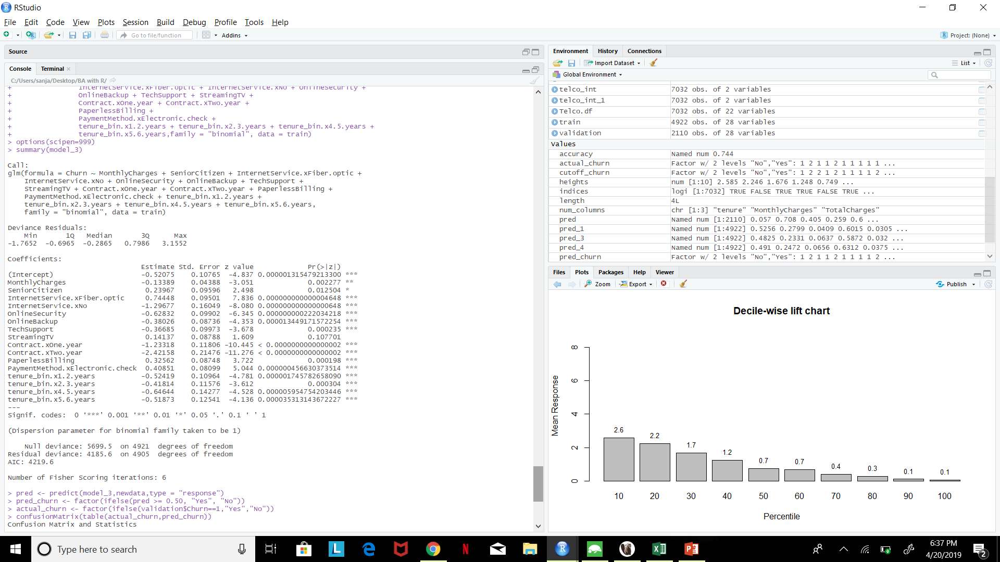 RStudio
File Edit Code View Plots Session Build Debug Profile Tools Help
Go to file/function Addins Project: (None)
Source
Console Terminal
C:/Users/sanja/Desktop/BA with R/
+ InternetService.xFiber.optic + InternetService.xNo + OnlineSecurity +
+ OnlineBackup + TechSupport + StreamingTV +
+ Contract.xOne.year + Contract.xTwo.year +
+ PaperlessBilling +
+ PaymentMethod.xElectronic.check +
+ tenure_bin.x1.2.years + tenure_bin.x2.3.years + tenure_bin.x4.5.years +
+ tenure_bin.x5.6.years,family = "binomial", data = train)
> options(scipen=999)
> summary(model_3)
Call:
glm(formula = Churn ~ MonthlyCharges + SeniorCitizen + InternetService.xFiber.optic +
InternetService.xNo + OnlineSecurity + OnlineBackup + TechSupport +
StreamingTV + Contract.xOne.year + Contract.xTwo.year + PaperlessBilling +
PaymentMethod.xElectronic.check + tenure_bin.x1.2.years +
tenure_bin.x2.3.years + tenure_bin.x4.5.years + tenure_bin.x5.6.years,
family = "binomial", data = train)
Deviance Residuals:
Min 1Q Median 3Q Max
-1.7652 -0.6965 -0.2865 0.7986 3.1552
Coefficients:
Estimate Std. Error z value Pr(>|z|)
(Intercept) -0.52075 0.10765 -4.837 0.000001315479213300 ***
MonthlyCharges -0.13389 0.04388 -3.051 0.002277 **
SeniorCitizen 0.23967 0.09596 2.498 0.012504 *
InternetService.xFiber.optic 0.74448 0.09501 7.836 0.000000000000004648 ***
InternetService.xNo -1.29677 0.16049 -8.080 0.000000000000000648 ***
OnlineSecurity -0.62832 0.09902 -6.345 0.000000000222034218 ***
OnlineBackup -0.38026 0.08736 -4.353 0.000013449171572254 ***
TechSupport -0.36685 0.09973 -3.678 0.000235 ***
StreamingTV 0.14137 0.08788 1.609 0.107701
Contract.xOne.year -1.23318 0.11806 -10.445 < 0.0000000000000002 ***
Contract.xTwo.year -2.42158 0.21476 -11.276 < 0.0000000000000002 ***
PaperlessBilling 0.32562 0.08748 3.722 0.000198 ***
PaymentMethod.xElectronic.check 0.40851 0.08099 5.044 0.000000456630373514 ***
tenure_bin.x1.2.years -0.52419 0.10964 -4.781 0.000001745782658090 ***
tenure_bin.x2.3.years -0.41814 0.11576 -3.612 0.000304 ***
tenure_bin.x4.5.years -0.64644 0.14277 -4.528 0.000005954754203446 ***
tenure_bin.x5.6.years -0.51873 0.12541 -4.136 0.000035313143672227 ***
---
Signif. codes: 0 ‘***’ 0.001 ‘**’ 0.01 ‘*’ 0.05 ‘.’ 0.1 ‘ ’ 1
(Dispersion parameter for binomial family taken to be 1)
Null deviance: 5699.5 on 4921 degrees of freedom
Residual deviance: 4185.6 on 4905 degrees of freedom
AIC: 4219.6
Number of Fisher Scoring iterations: 6
> pred <- predict(model_3,newdata,type = "response")
> pred_churn <- factor(ifelse(pred >= 0.50, "Yes", "No"))
> actual_churn <- factor(ifelse(validation$Churn==1,"Yes","No"))
> confusionMatrix(table(actual_churn,pred_churn))
Confusion Matrix and Statistics
Environment History Connections
Import Dataset List
Global Environment
telco_int 7032 obs. of 2 variables
telco_int_1 7032 obs. of 2 variables
Telco.df 7032 obs. of 22 variables
train 4922 obs. of 28 variables
validation 2110 obs. of 28 variables
Values
accuracy Named num 0.744
actual_churn Factor w/ 2 levels "No","Yes": 1 2 1 1 2 1 1 1 1 1 ...
cutoff_churn Factor w/ 2 levels "No","Yes": 1 2 2 1 2 1 1 1 1 2 ...
heights num [1:10] 2.585 2.246 1.676 1.248 0.749 ...
indices logi [1:7032] TRUE FALSE TRUE TRUE FALSE TRUE ...
length 4L
num_columns chr [1:3] "tenure" "MonthlyCharges" "TotalCharges"
pred Named num [1:2110] 0.057 0.708 0.405 0.259 0.6 ...
pred_1 Named num [1:4922] 0.5256 0.2799 0.0409 0.6015 0.0305 ...
pred_3 Named num [1:4922] 0.4825 0.2331 0.0637 0.5872 0.032 ...
pred_4 Named num [1:4922] 0.491 0.2472 0.0656 0.6312 0.0375 ...
pred_churn Factor w/ 2 levels "No","Yes": 1 2 1 1 2 1 1 1 1 2 ...
Files Plots Packages Help Viewer
Zoom Export Publish
Decile-wise lift chart
Mean Response
8
6
4
2
0
2.6 2.2 1.7 1.2 0.7 0.7 0.4 0.3 0.1 0.1
10 20 30 40 50 60 70 80 90 100
Percentile
Type here to search
6:37 PM
4/20/2019
2